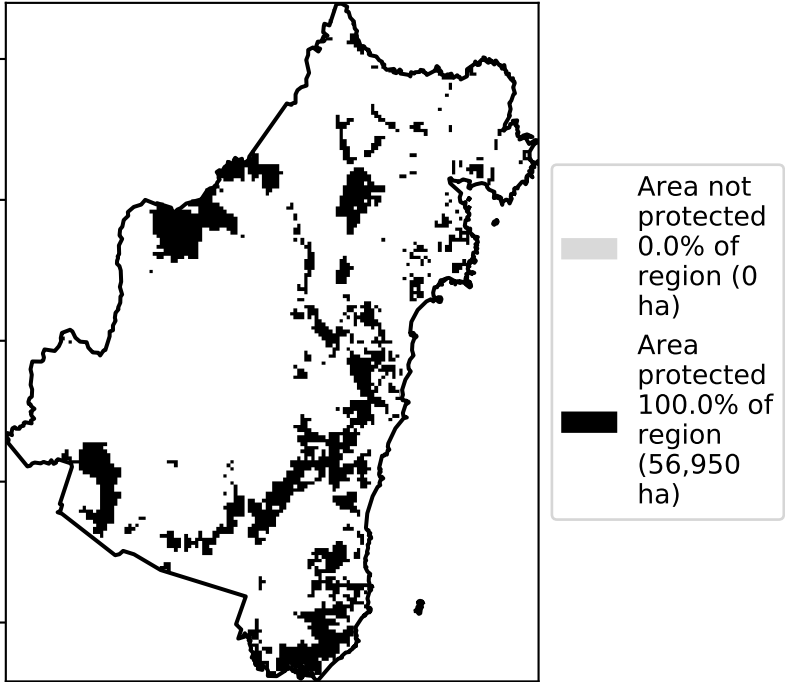 Area not
protected
0.0% of
region (0
ha)
Area
protected
100.0% of
region
(56,950
ha)